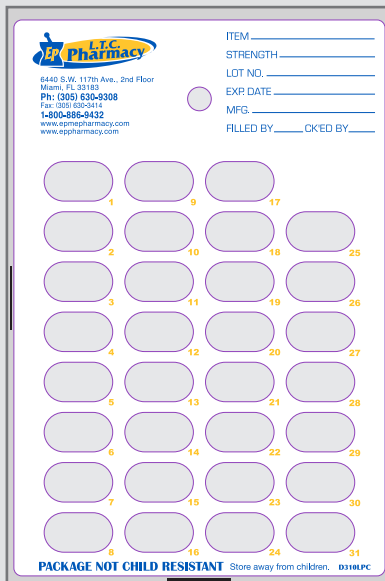 Ep L.T.C.
Pharmacy
6440 S.W. 117th Ave., 2nd Floor
Miami, FL 33183
Ph: (305) 630-9308
Fax: (305) 630-3414
1-800-886-9432
www.epmepharmacy.com
www.eppharmacy.com
ITEM
STRENGTH
LOT NO.
EXP. DATE
MFG.
FILLED BY CK'ED BY
1 9 17
2 10 18 25
3 11 19 26
4 12 20 27
5 13 21 28
6 14 22 29
7 15 23 30
8 16 24 31
PACKAGE NOT CHILD RESISTANT Store away from children. D310LPC